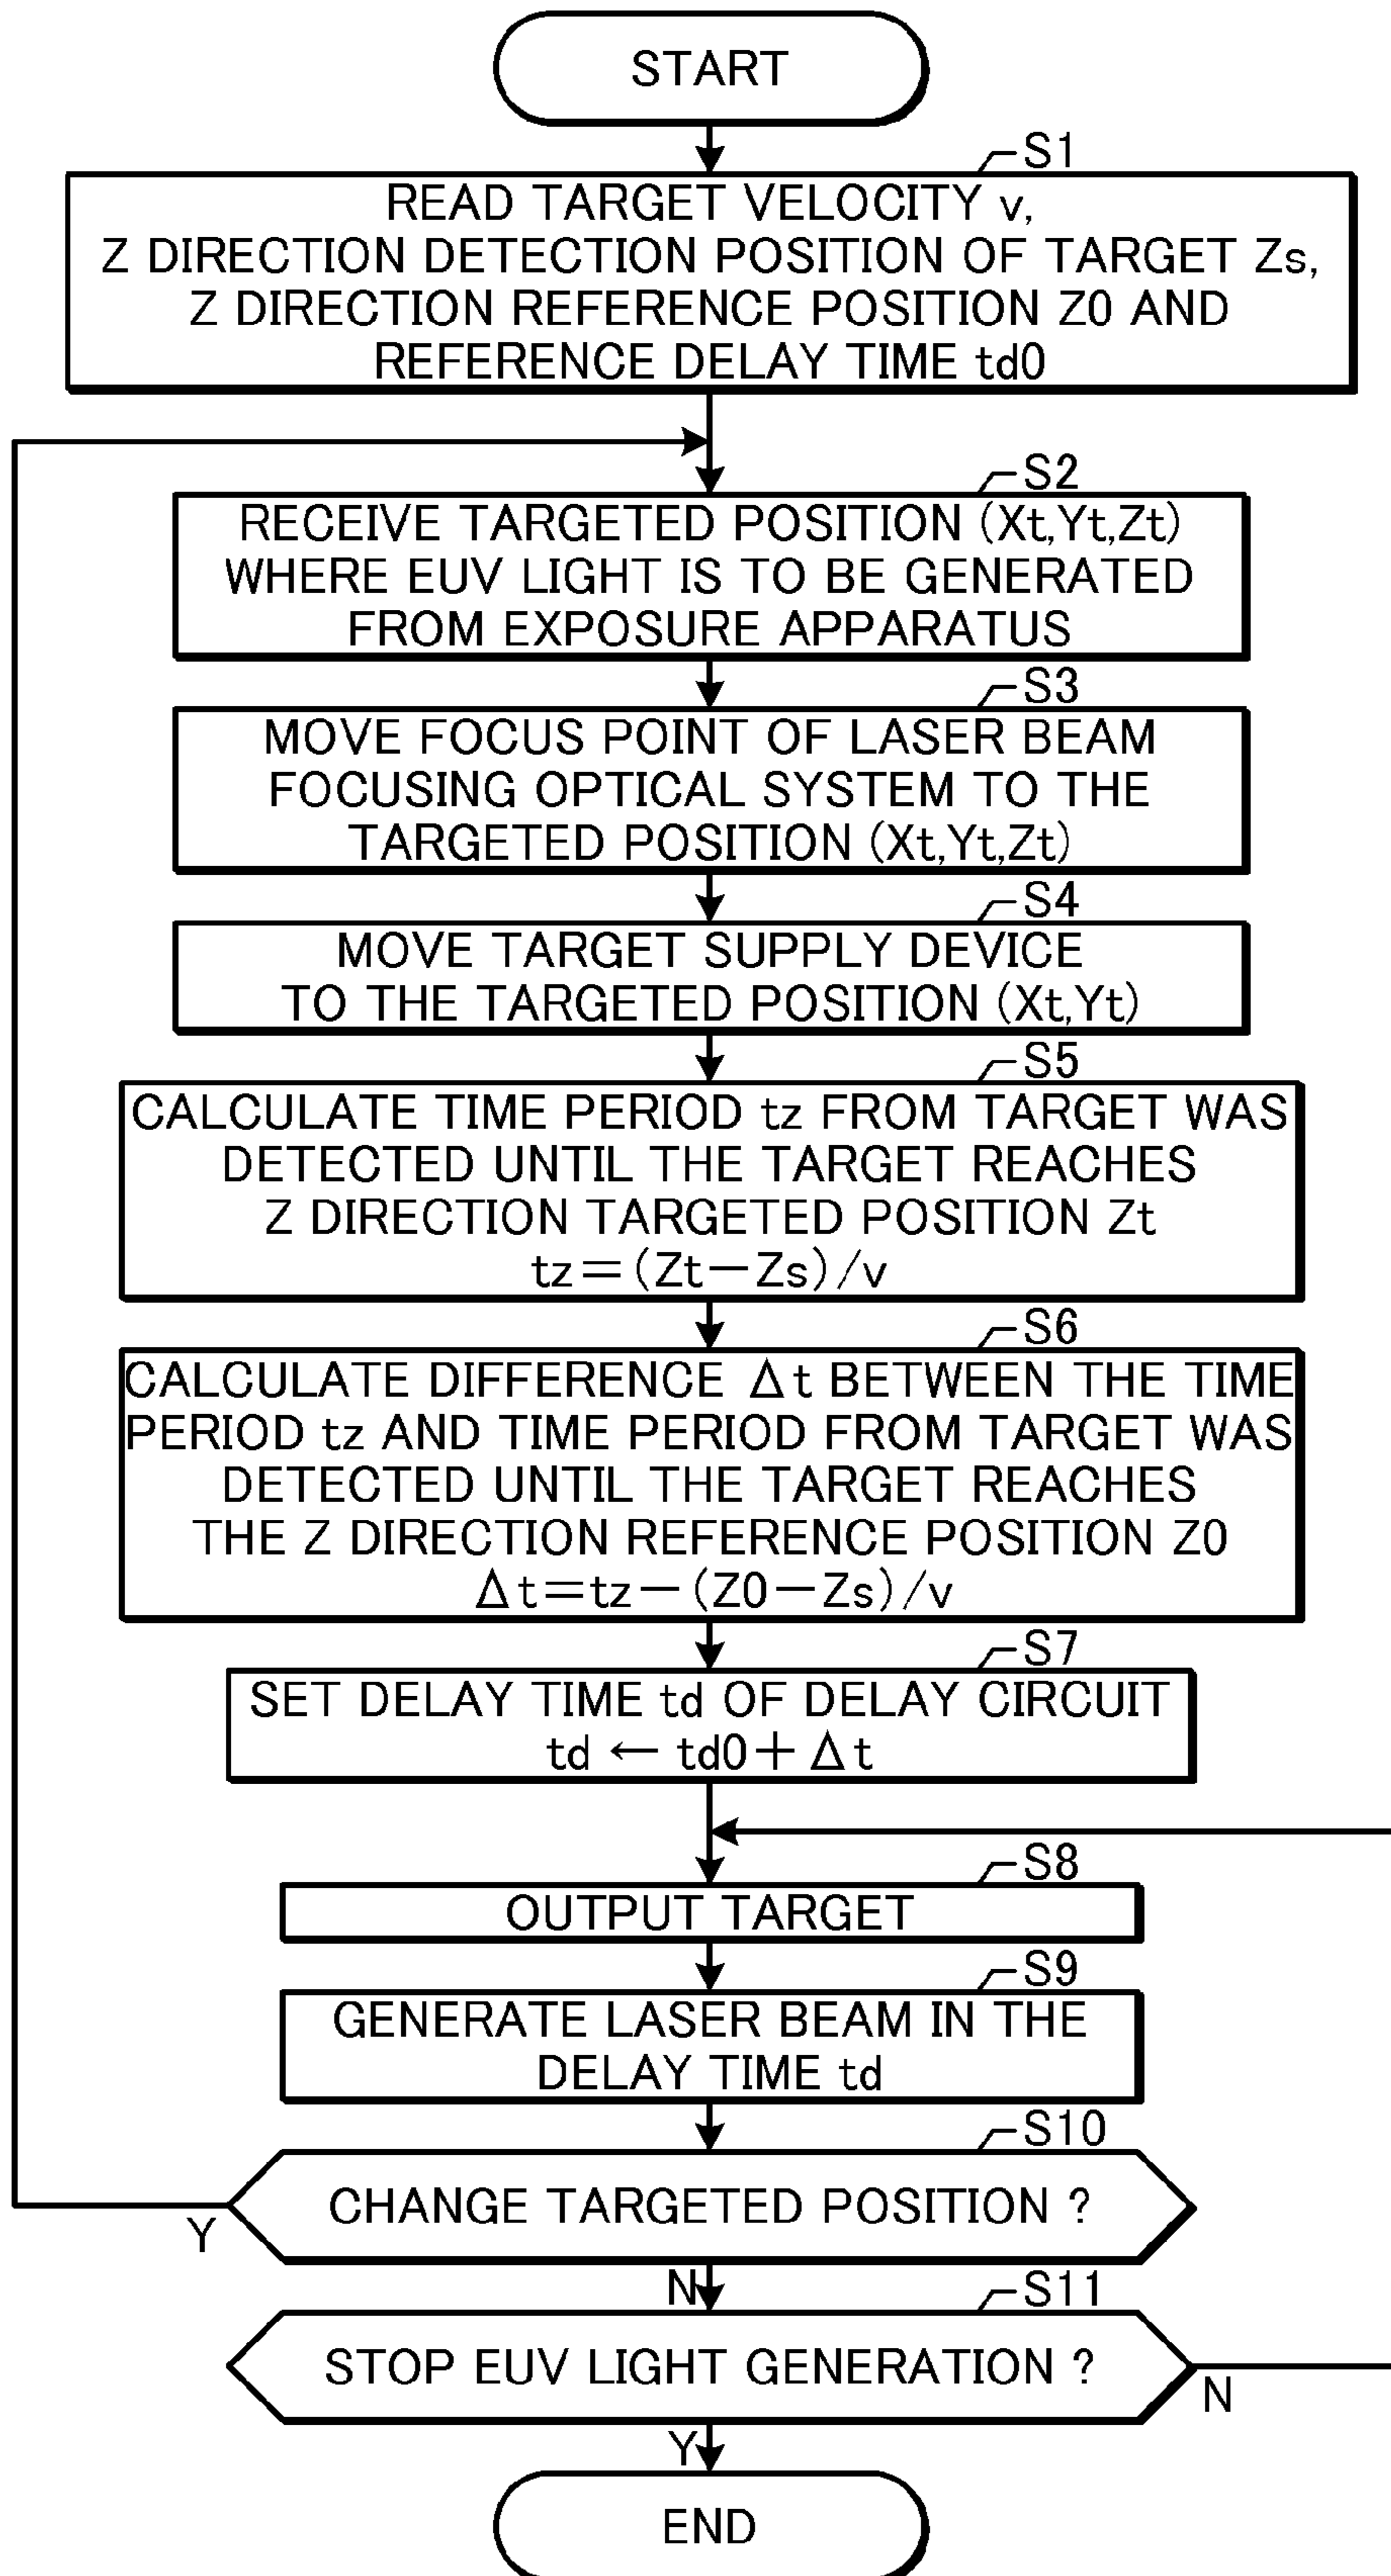 START
S1
READ TARGET VELOCITY v,
Z DIRECTION DETECTION POSITION OF TARGET Zs,
Z DIRECTION REFERENCE POSITION Z0 AND
REFERENCE DELAY TIME td0
S2
RECEIVE TARGETED POSITION (Xt,Yt,Zt)
WHERE EUV LIGHT IS TO BE GENERATED
FROM EXPOSURE APPARATUS
S3
MOVE FOCUS POINT OF LASER BEAM
FOCUSING OPTICAL SYSTEM TO THE
TARGETED POSITION (Xt,Yt,Zt)
S4
MOVE TARGET SUPPLY DEVICE
TO THE TARGETED POSITION (Xt,Yt)
S5
CALCULATE TIME PERIOD tz FROM TARGET WAS
DETECTED UNTIL THE TARGET REACHES
Z DIRECTION TARGETED POSITION Zt
tz=(Zt-Zs)/v
S6
CALCULATE DIFFERENCE Δt BETWEEN THE TIME
PERIOD tz AND TIME PERIOD FROM TARGET WAS
DETECTED UNTIL THE TARGET REACHES
THE Z DIRECTION REFERENCE POSITION Z0
Δt=tz-(Z0-Zs)/v
S7
SET DELAY TIME td OF DELAY CIRCUIT
td ← td0+Δt
S8
OUTPUT TARGET
S9
GENERATE LASER BEAM IN THE
DELAY TIME td
S10
CHANGE TARGETED POSITION ?
Y
N
S11
STOP EUV LIGHT GENERATION ?
N
Y
END